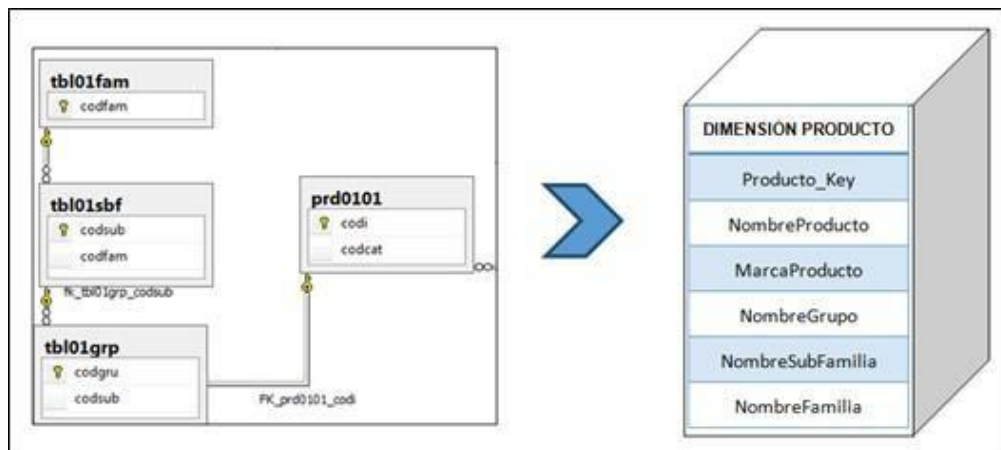 tbl01fam
codfam
tbl01sbf
codsub
codfam
fk_tbl01grp_codsub
tbl01grp
codgru
codsub
FK_prd0101_codi
prd0101
codi
codcat
DIMENSIÓN PRODUCTO
Producto_Key
NombreProducto
MarcaProducto
NombreGrupo
NombreSubFamilia
NombreFamilia